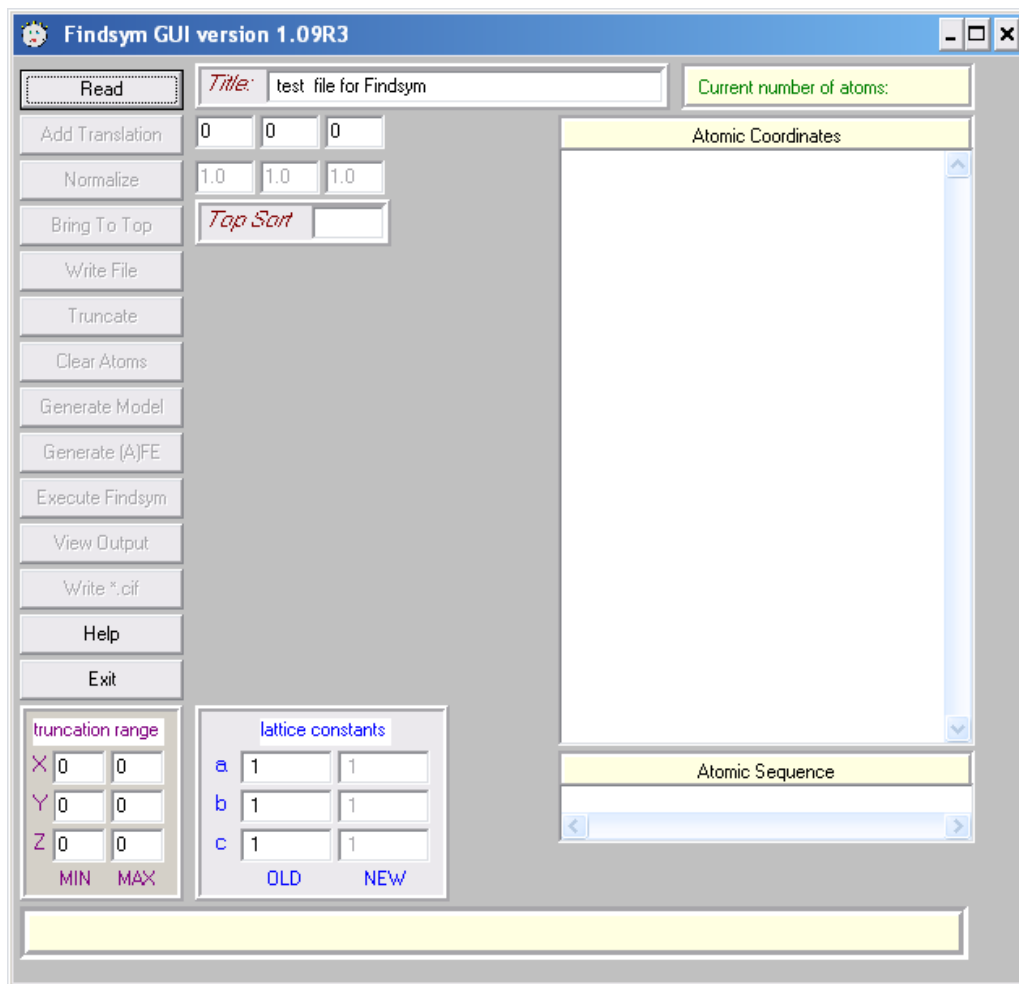 Findsym GUI version 1.09R3
Read
Title: test file for Findsym
Current number of atoms:
Add Translation
0 0 0
Atomic Coordinates
Normalize
1.0 1.0 1.0
Bring To Top
Top Sort
Write File
Truncate
Clear Atoms
Generate Model
Generate (A)FE
Execute Findsym
View Output
Write *.cif
Help
Exit
truncation range
X 0 0
Y 0 0
Z 0 0
MIN MAX
lattice constants
a 1 1
b 1 1
c 1 1
OLD NEW
Atomic Sequence